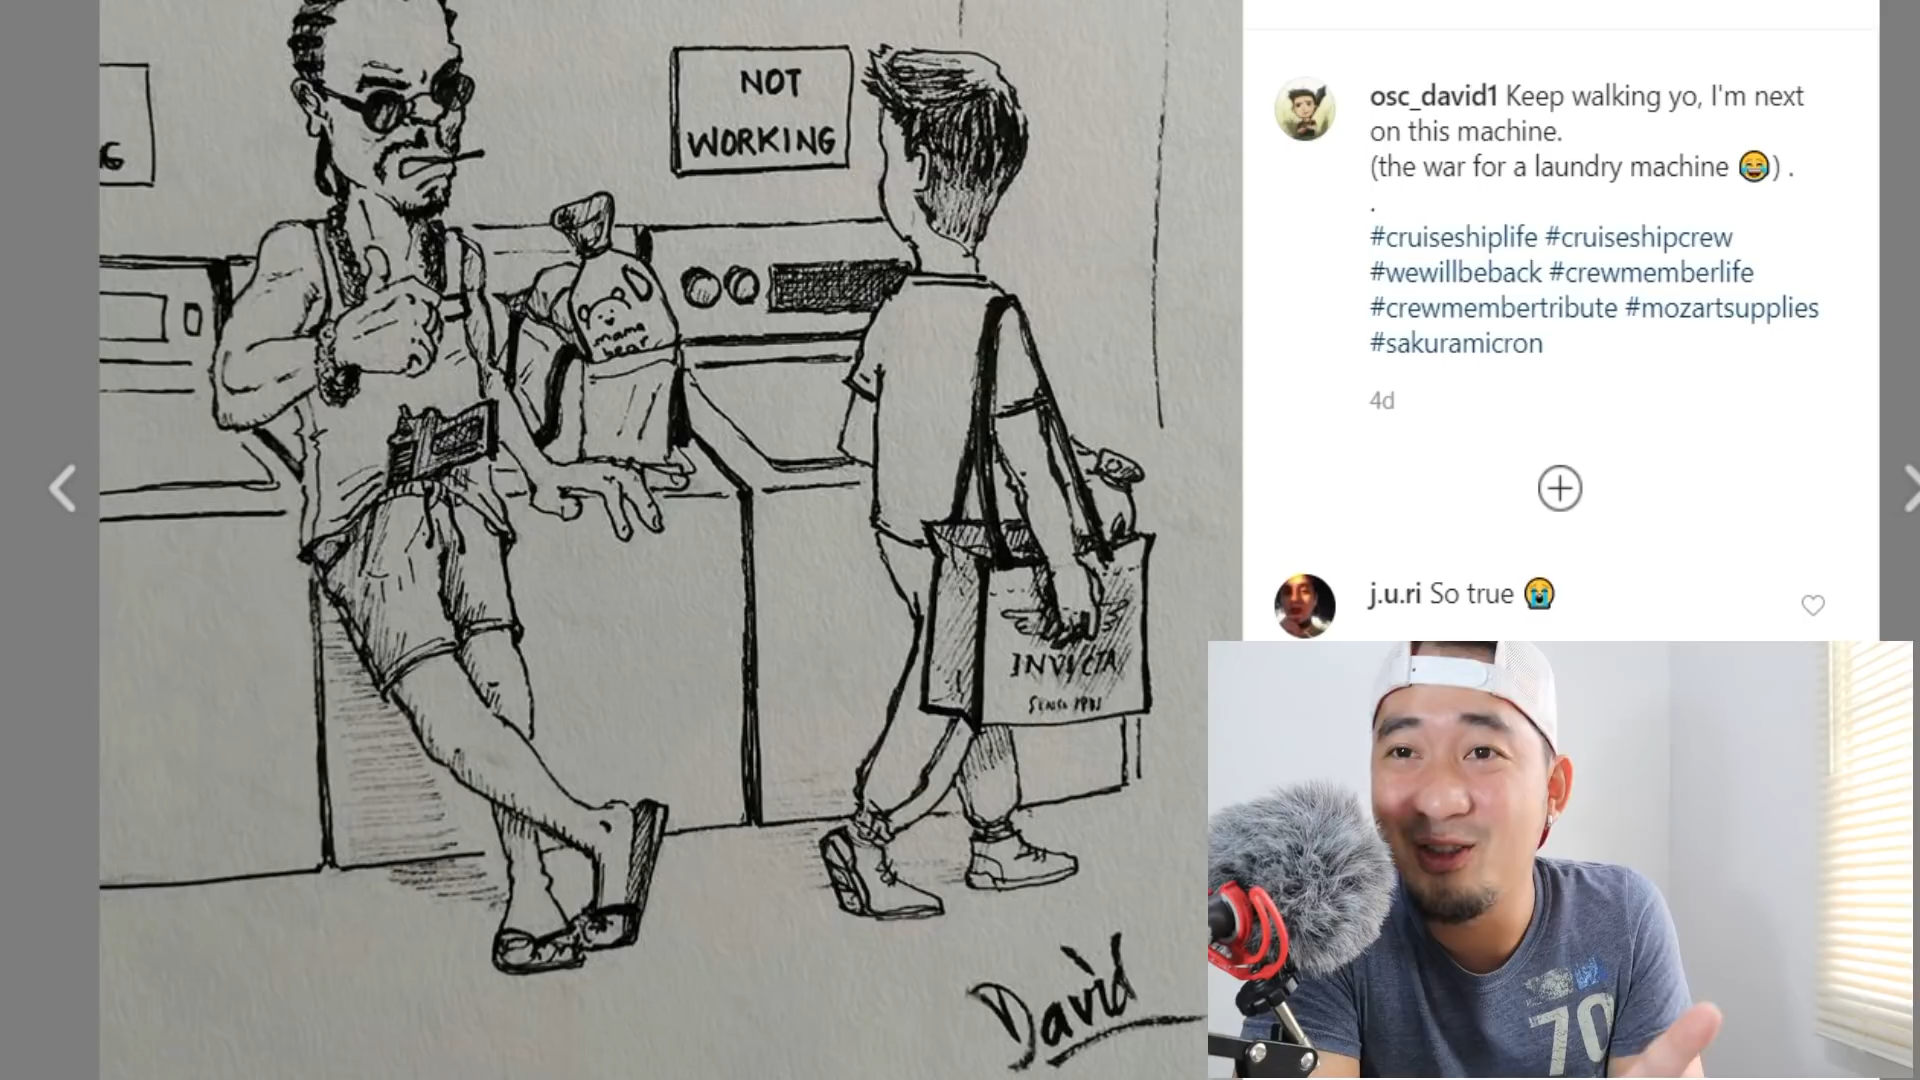 G
NOT
WORKING
mama
bear
INVICTA
David
osc_david1 Keep walking yo, I'm next
on this machine.
(the war for a laundry machine 😂) .
.
#cruiseshiplife #cruiseshipcrew
#wewillbeback #crewmemberlife
#crewmembertribute #mozartsupplies
#sakuramicron
4d
j.u.ri So true 😭
70